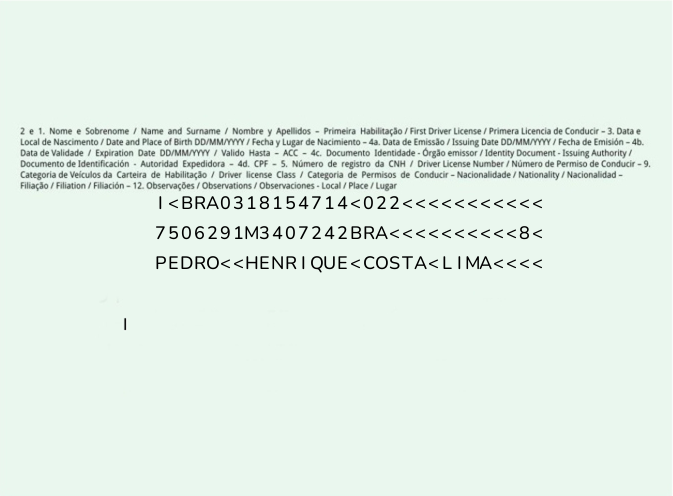 2 e 1. Nome e Sobrenome / Name and Surname / Nombre y Apellidos – Primeira Habilitação / First Driver License / Primera Licencia de Conducir – 3. Data e
Local de Nascimento / Date and Place of Birth DD/MM/YYYY / Fecha y Lugar de Nacimiento – 4a. Data de Emissão / Issuing Date DD/MM/YYYY / Fecha de Emisión – 4b.
Data de Validade / Expiration Date DD/MM/YYYY / Valido Hasta – ACC – 4c. Documento Identidade - Órgão emissor / Identity Document - Issuing Authority /
Documento de Identificación - Autoridad Expedidora – 4d. CPF – 5. Número de registro da CNH / Driver License Number / Número de Permiso de Conducir – 9.
Categoria de Veículos da Carteira de Habilitação / Driver license Class / Categoria de Permisos de Conducir – Nacionalidade / Nationality / Nacionalidad –
Filiação / Filiation / Filiación – 12. Observações / Observations / Observaciones - Local / Place / Lugar
I<BRA0318154714<022<<<<<<<<<<<
7506291M3407242BRA<<<<<<<<<<8<
PEDRO<<HENRIQUE<COSTA<LIMA<<<<
I